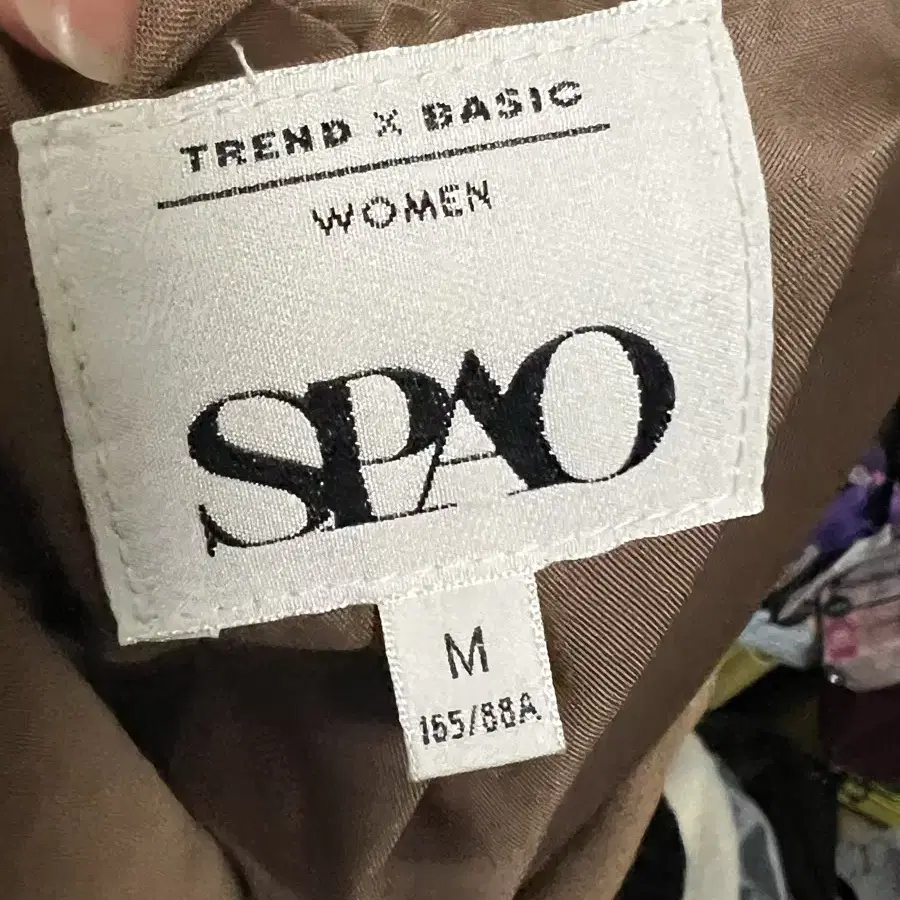 TREND X BASIC
WOMEN
SPAO
M
165/88A